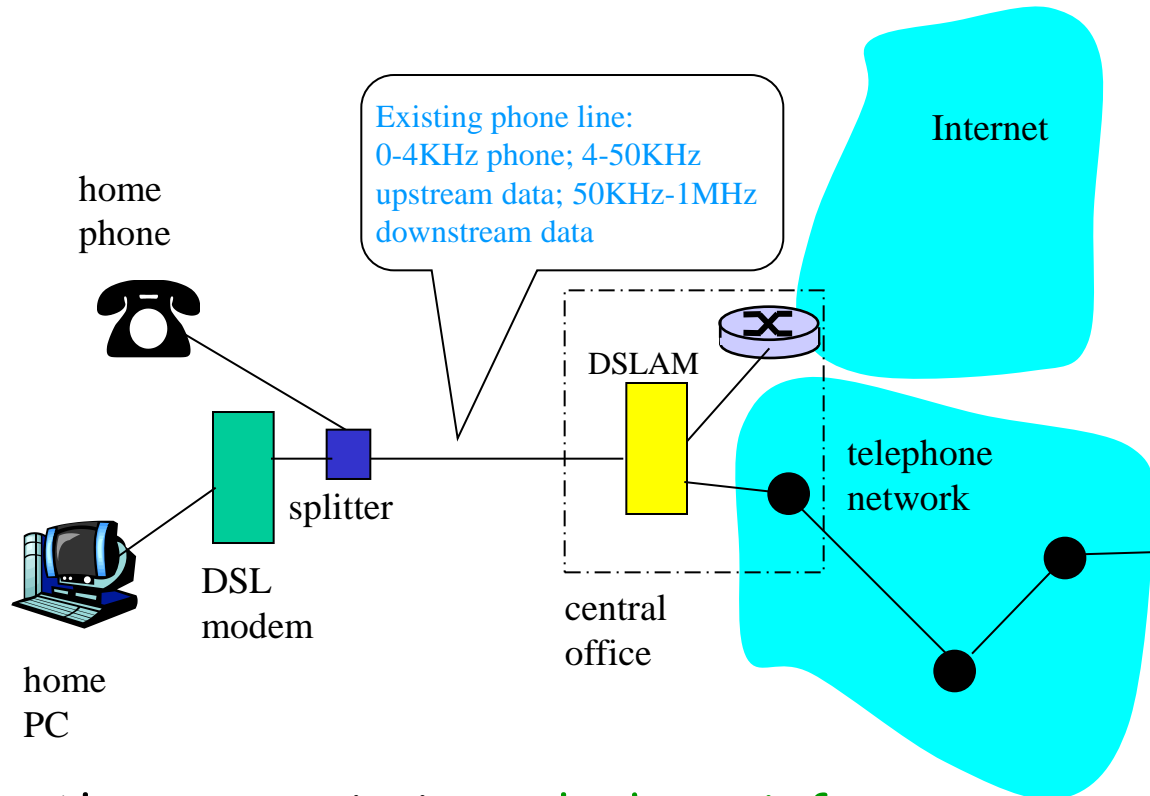 Existing phone line:
0-4KHz phone; 4-50KHz
upstream data; 50KHz-1MHz
downstream data
Internet
home
phone
DSLAM
telephone
network
splitter
DSL
modem
central
office
home
PC